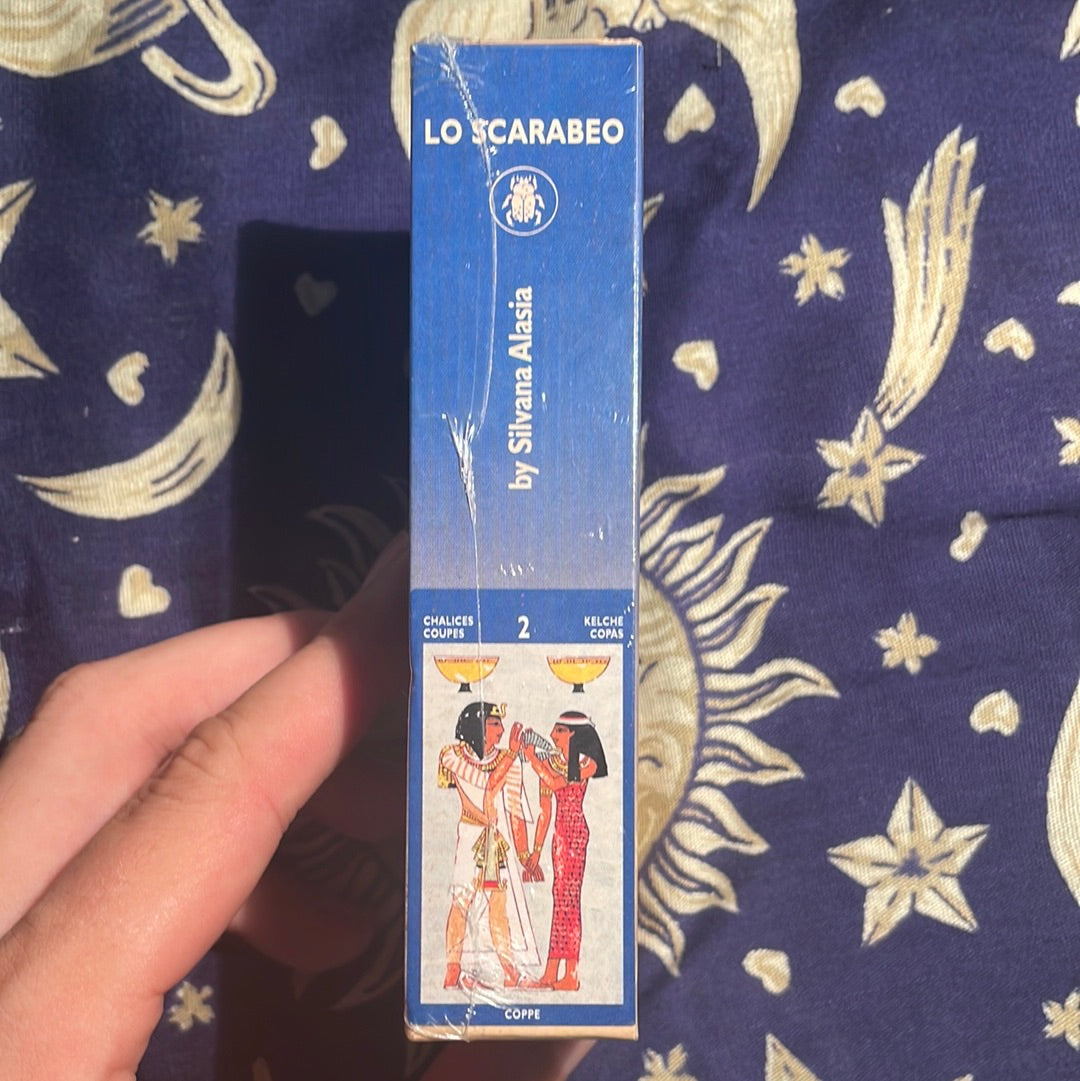 LO SCARABEO
by Silvana Alasia
CHALICES
COUPES
2
KELCHE
COPAS
COPPE